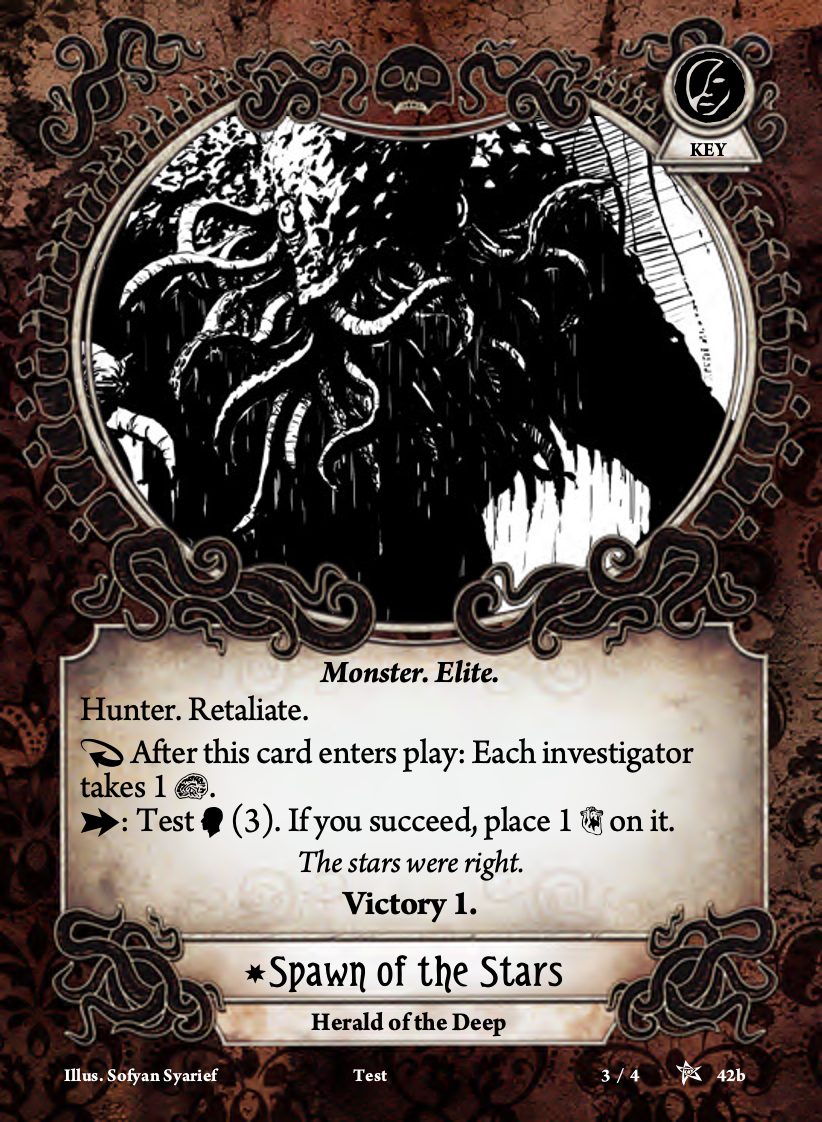 KEY
Monster. Elite.
Hunter. Retaliate.
After this card enters play: Each investigator
takes 1 .
: Test (3). If you succeed, place 1 on it.
The stars were right.
Victory 1.
Spawn of the Stars
Herald of the Deep
Illus. Sofyan Syarief Test 3 / 4 42b